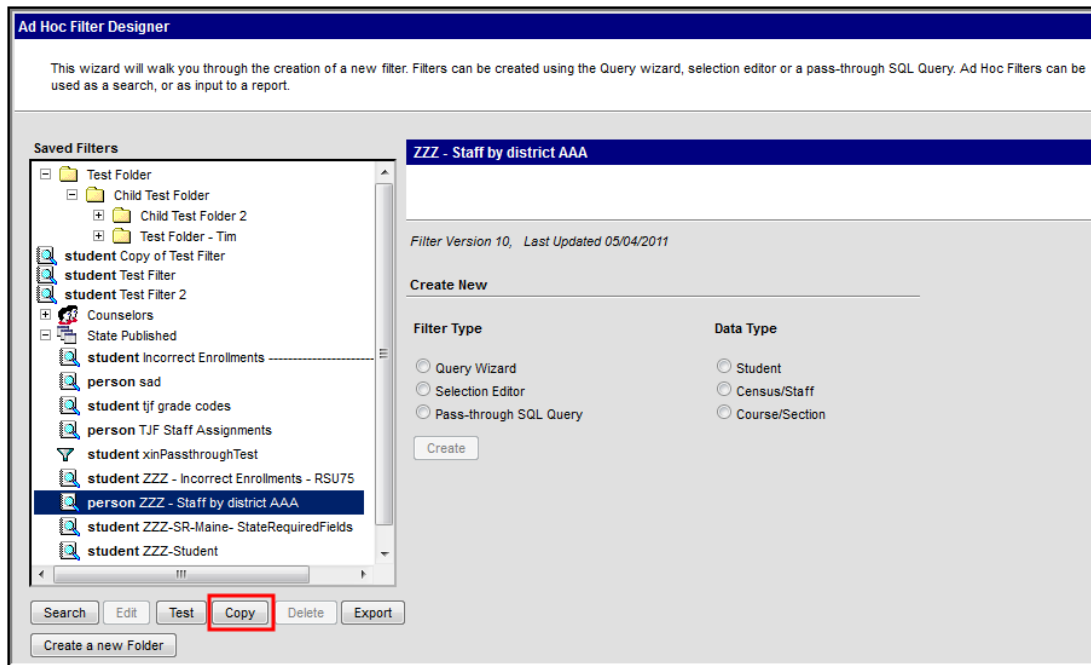 Ad Hoc Filter Designer
This wizard will walk you through the creation of a new filter. Filters can be created using the Query wizard, selection editor or a pass-through SQL Query. Ad Hoc Filters can be
used as a search, or as input to a report.
Saved Filters
Test Folder
Child Test Folder
Child Test Folder 2
Test Folder - Tim
student Copy of Test Filter
student Test Filter
student Test Filter 2
Counselors
State Published
student Incorrect Enrollments -----------------------
person sad
student tjf grade codes
person TJF Staff Assignments
student xinPassthroughTest
student ZZZ - Incorrect Enrollments - RSU75
person ZZZ - Staff by district AAA
student ZZZ-SR-Maine- StateRequiredFields
student ZZZ-Student
Search Edit Test Copy Delete Export
Create a new Folder
ZZZ - Staff by district AAA
Filter Version 10, Last Updated 05/04/2011
Create New
Filter Type Data Type
Query Wizard Student
Selection Editor Census/Staff
Pass-through SQL Query Course/Section
Create